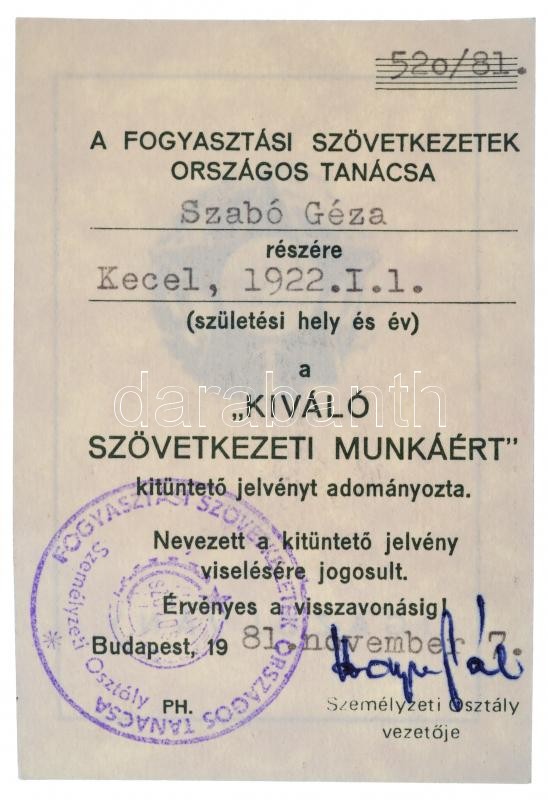 520/81.
A FOGYASZTÁSI SZÖVETKEZETEK
ORSZÁGOS TANÁCSA
Szabó Géza
részére
Kecel, 1922.I.1.
(születési hely és év)
a
darabanth
„KIVÁLÓ
SZÖVETKEZETI MUNKÁÉRT”
kitüntető jelvényt adományozta.
Nevezett a kitüntető jelvény
viselésére jogosult.
Érvényes a visszavonásig!
Budapest, 19 81.november 7.
PH.
Személyzeti Osztály
vezetője
FOGYASZTÁSI SZÖVETKEZETEK ORSZÁGOS TANÁCSA
Személyzeti Osztály